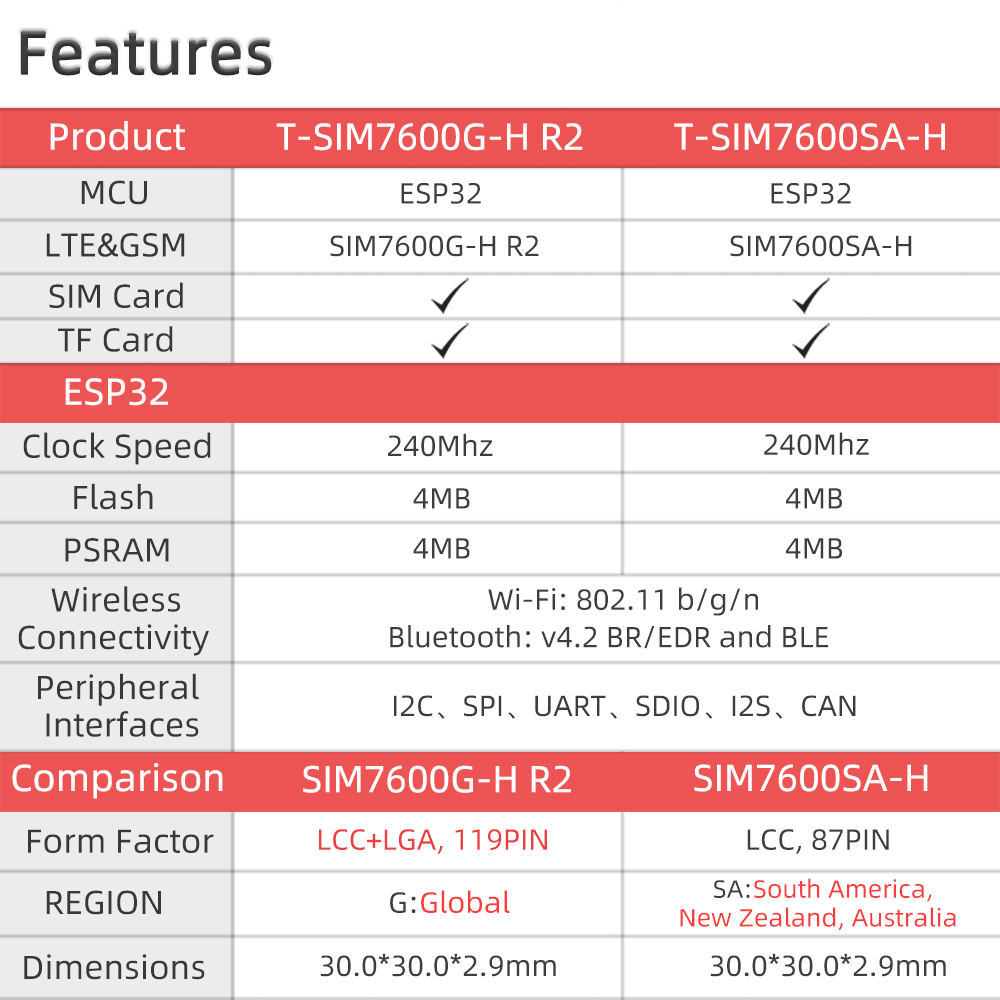 Features
Product T-SIM7600G-H R2 T-SIM7600SA-H
MCU ESP32 ESP32
LTE&GSM SIM7600G-H R2 SIM7600SA-H
SIM Card
TF Card
ESP32
Clock Speed 240Mhz 240Mhz
Flash 4MB 4MB
PSRAM 4MB 4MB
Wireless
Connectivity
Wi-Fi: 802.11 b/g/n
Bluetooth: v4.2 BR/EDR and BLE
Peripheral
Interfaces
I2C、SPI、UART、SDIO、I2S、CAN
Comparison SIM7600G-H R2 SIM7600SA-H
Form Factor LCC+LGA, 119PIN LCC, 87PIN
REGION G:Global
SA:South America,
New Zealand, Australia
Dimensions 30.0*30.0*2.9mm 30.0*30.0*2.9mm